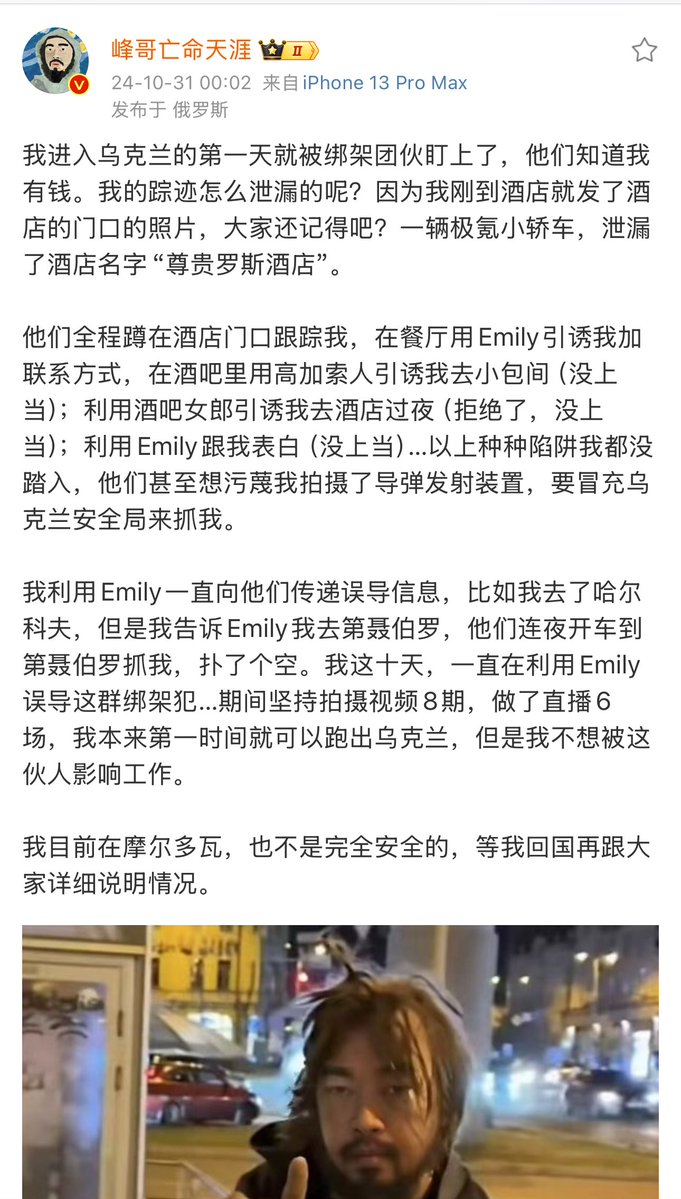 峰哥亡命天涯 II
24-10-31 00:02 来自 iPhone 13 Pro Max
发布于 俄罗斯
我进入乌克兰的第一天就被绑架团伙盯上了，他们知道我
有钱。我的踪迹怎么泄漏的呢？因为我刚到酒店就发了酒
店的门口的照片，大家还记得吧？一辆极氪小轿车，泄漏
了酒店名字 “尊贵罗斯酒店”。
他们全程蹲在酒店门口跟踪我，在餐厅用Emily引诱我加
联系方式，在酒吧里用高加索人引诱我去小包间（没上
当）；利用酒吧女郎引诱我去酒店过夜（拒绝了，没上
当）；利用Emily跟我表白（没上当）...以上种种陷阱我都没
踏入，他们甚至想污蔑我拍摄了导弹发射装置，要冒充乌
克兰安全局来抓我。
我利用Emily一直向他们传递误导信息，比如我去了哈尔
科夫，但是我告诉Emily我去第聂伯罗，他们连夜开车到
第聂伯罗抓我，扑了个空。我这十天，一直在利用Emily
误导这群绑架犯...期间坚持拍摄视频8期，做了直播6
场，我本来第一时间就可以跑出乌克兰，但是我不想被这
伙人影响工作。
我目前在摩尔多瓦，也不是完全安全的，等我回国再跟大
家详细说明情况。